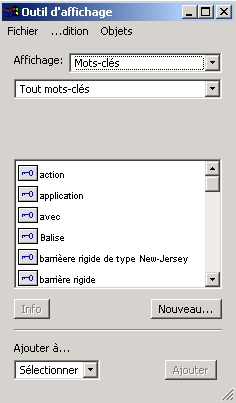 Outil d'affichage
Fichier ...dition Objets
Affichage: Mots-clés
Tout mots-clés
action
application
avec
Balise
barrièere rigide de type New-Jersey
barrière rigide
Info Nouveau...
Ajouter à...
Sélectionner Ajouter